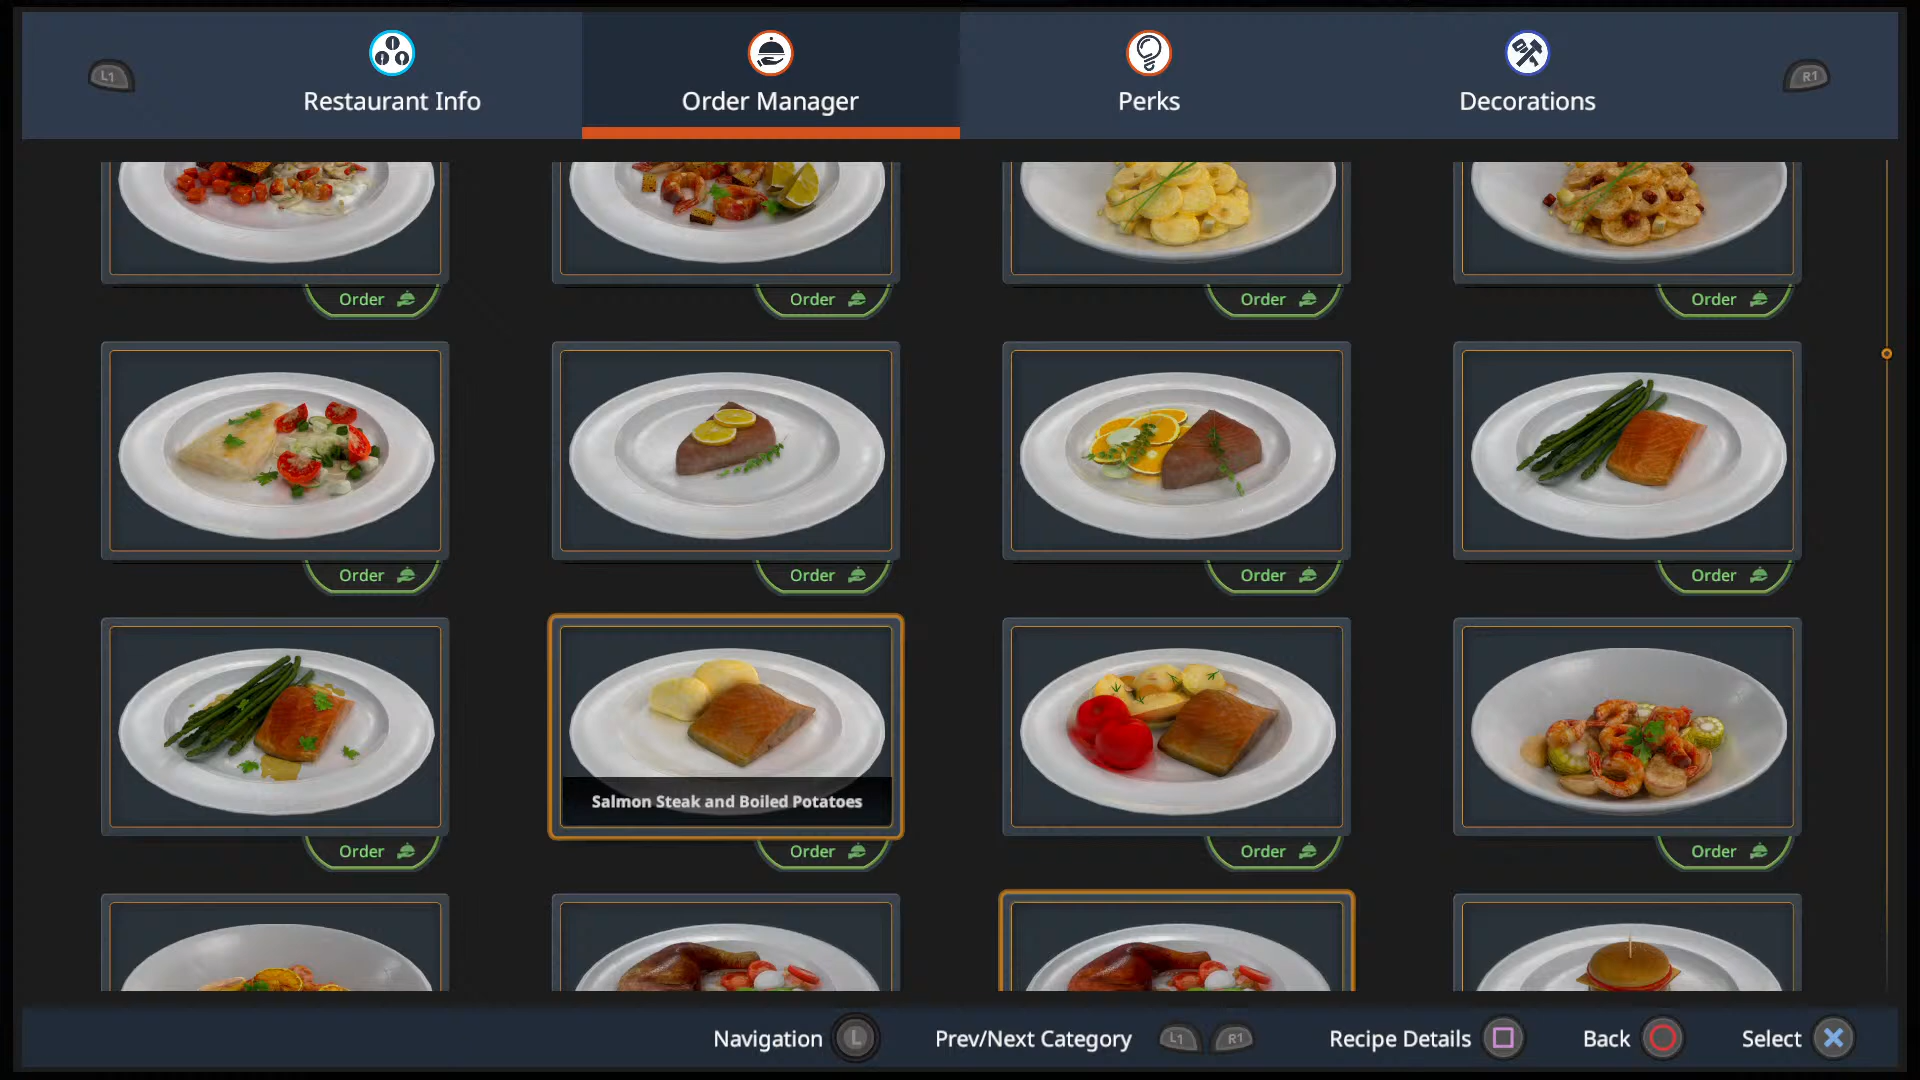 L1
Restaurant Info
Order Manager
Perks
Decorations
R1
Order
Order
Order
Order
Order
Order
Order
Order
Salmon Steak and Boiled Potatoes
Order
Order
Order
Order
Navigation L
Prev/Next Category L1 R1
Recipe Details
Back
Select